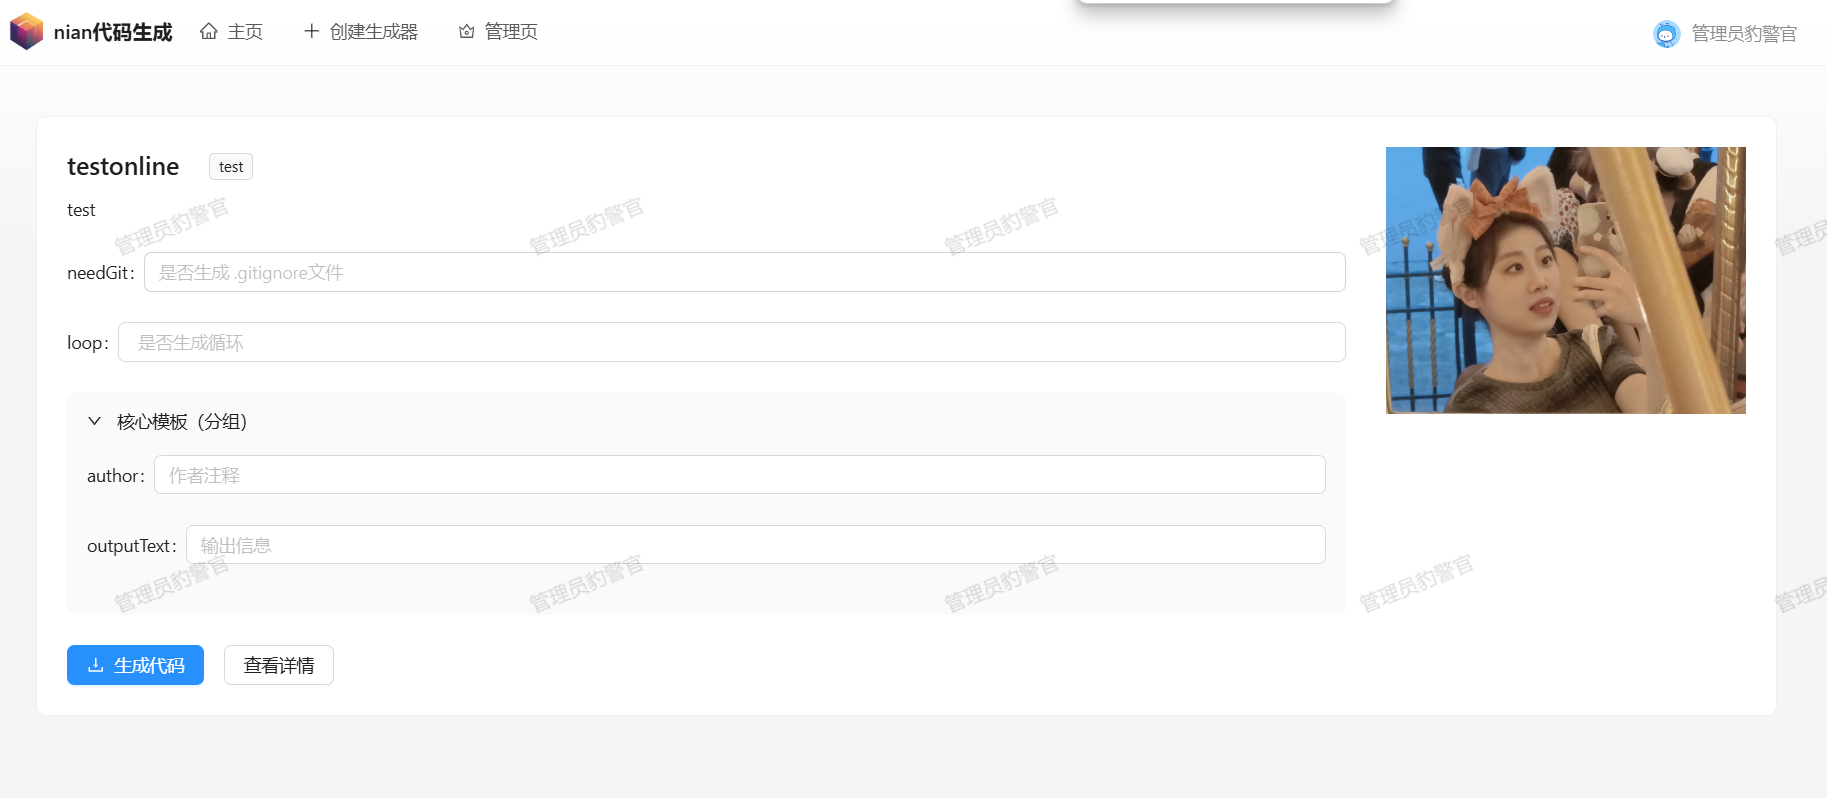 nian代码生成 主页 创建生成器 管理页 管理员豹警官
testonline test
test
管理员豹警官 管理员豹警官 管理员豹警官 管理员豹警官 管理员
needGit： 是否生成 .gitignore文件
loop： 是否生成循环
核心模板（分组）
author： 作者注释
outputText： 输出信息
管理员豹警官 管理员豹警官 管理员豹警官 管理员豹警官 管理员
生成代码 查看详情